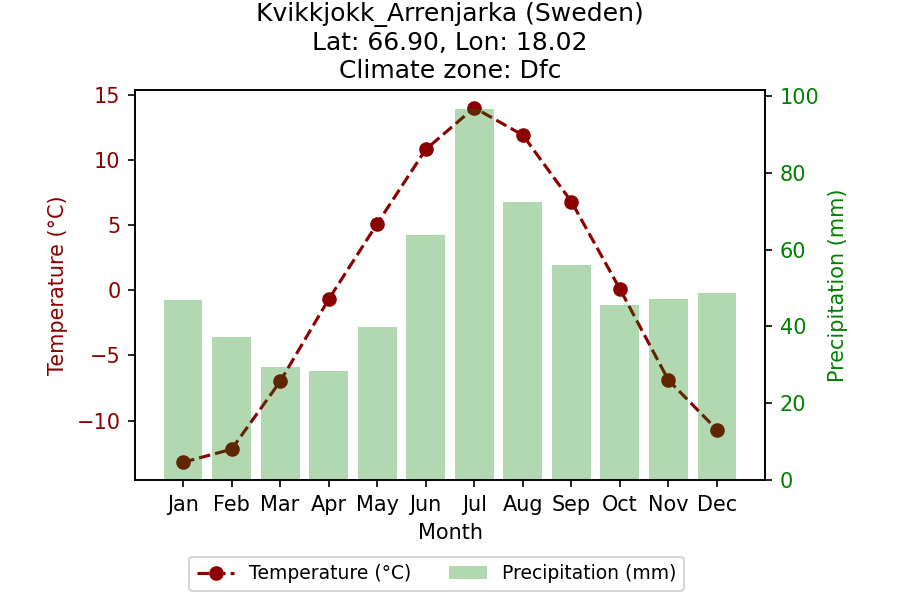 Kvikkjokk_Arrenjarka (Sweden)
Lat: 66.90, Lon: 18.02
Climate zone: Dfc
15
10
5
0
−5
−10
Temperature (°C)
100
80
60
40
20
0
Precipitation (mm)
Jan Feb Mar Apr May Jun Jul Aug Sep Oct Nov Dec
Month
Temperature (°C) Precipitation (mm)